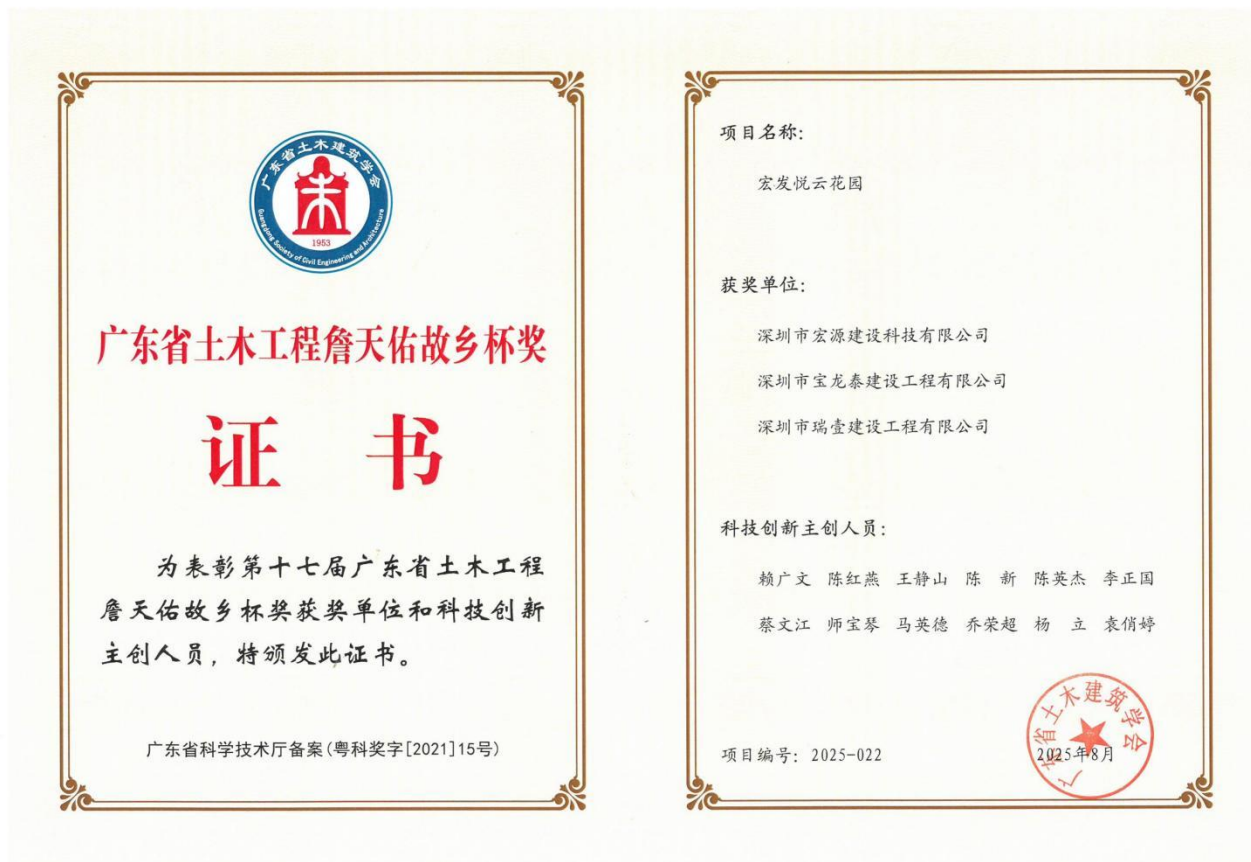 广东省土木建筑学会
1953
Guangdong Society of Civil Engineering and Architecture
广东省土木工程詹天佑故乡杯奖
证 书
为表彰第十七届广东省土木工程
詹天佑故乡杯奖获奖单位和科技创新
主创人员,特颁发此证书。
广东省科学技术厅备案(粤科奖字[2021]15号)
项目名称:
宏发悦云花园
获奖单位:
深圳市宏源建设科技有限公司
深圳市宝龙泰建设工程有限公司
深圳市瑞壹建设工程有限公司
科技创新主创人员:
赖广文 陈红燕 王静山 陈 新 陈英杰 李正国
蔡文江 师宝琴 马英德 乔荣超 杨 立 袁俏婷
广东省土木建筑学会
项目编号:2025-022
2025年8月